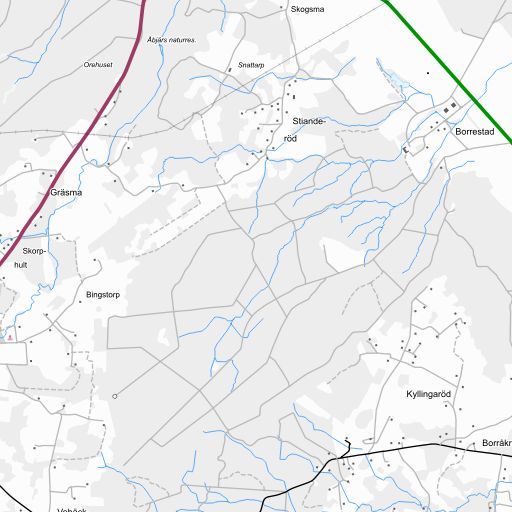 Skogsma
Åbjärs naturres.
Orehuset
Snattarp
Stiande-
röd
Borrestad
Gräsma
Skorp-
hult
Bingstorp
Kyllingaröd
Borråkr